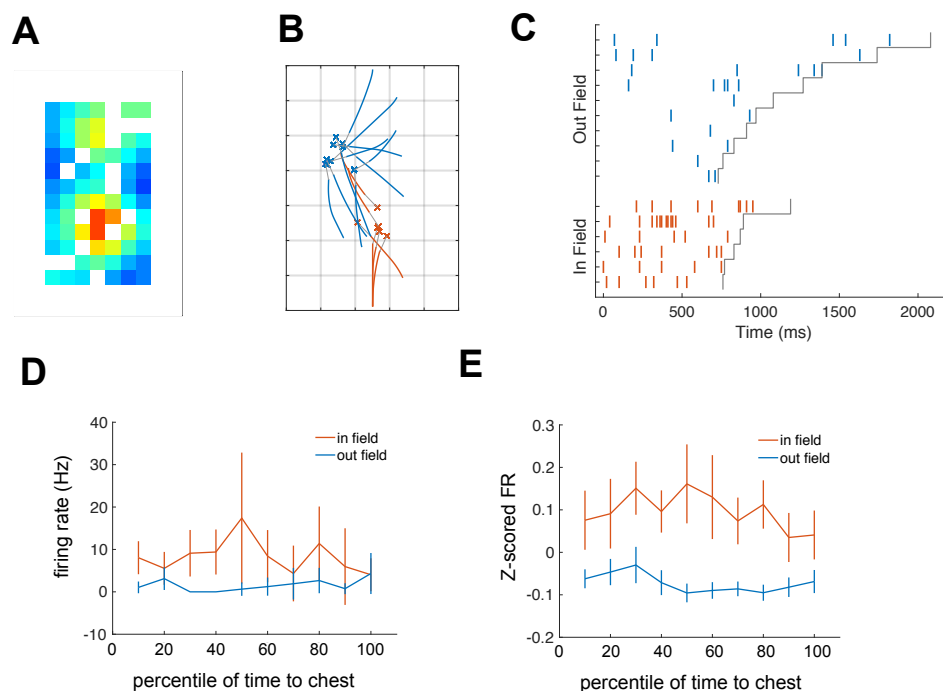 A
B
C
Out Field
In Field
0
500
1000
1500
2000
Time (ms)
D
40
30
20
10
0
-10
firing rate (Hz)
in field
out field
0
20
40
60
80
100
percentile of time to chest
E
0.3
0.2
0.1
0
-0.1
-0.2
Z-scored FR
in field
out field
0
20
40
60
80
100
percentile of time to chest